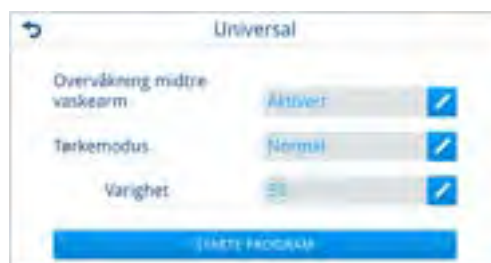 Universal
Overvåkning midtre
vaskearm
Aktivert
Tørkemodus
Normal
Varighet
STARTE PROGRAM